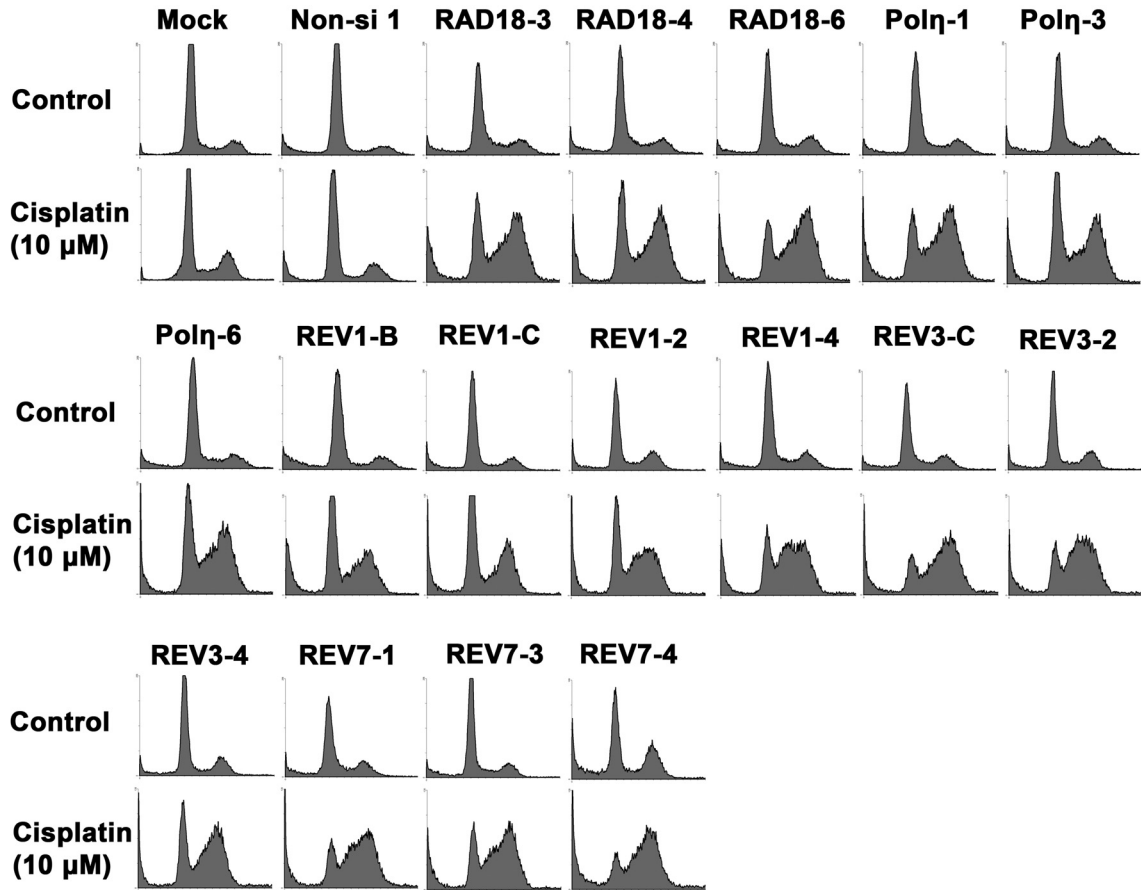 Mock Non-si 1 RAD18-3 RAD18-4 RAD18-6 Polη-1 Polη-3
Control
Cisplatin
(10 µM)
Polη-6 REV1-B REV1-C REV1-2 REV1-4 REV3-C REV3-2
Control
Cisplatin
(10 µM)
REV3-4 REV7-1 REV7-3 REV7-4
Control
Cisplatin
(10 µM)